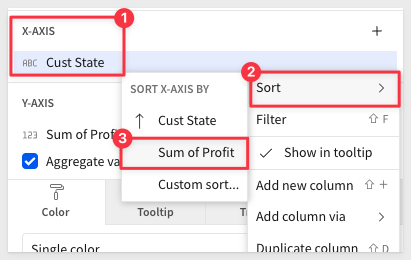 1
X-AXIS
+
ABC Cust State
2
SORT X-AXIS BY
Sort
Y-AXIS
Cust State
Filter ⇧ F
3
123 Sum of Profi
Sum of Profit
Show in tooltip
Aggregate va
Custom sort...
Add new column ⇧ +
Color
Tooltip
Tr
Add column via
Single color
Duplicate column ⇧ D